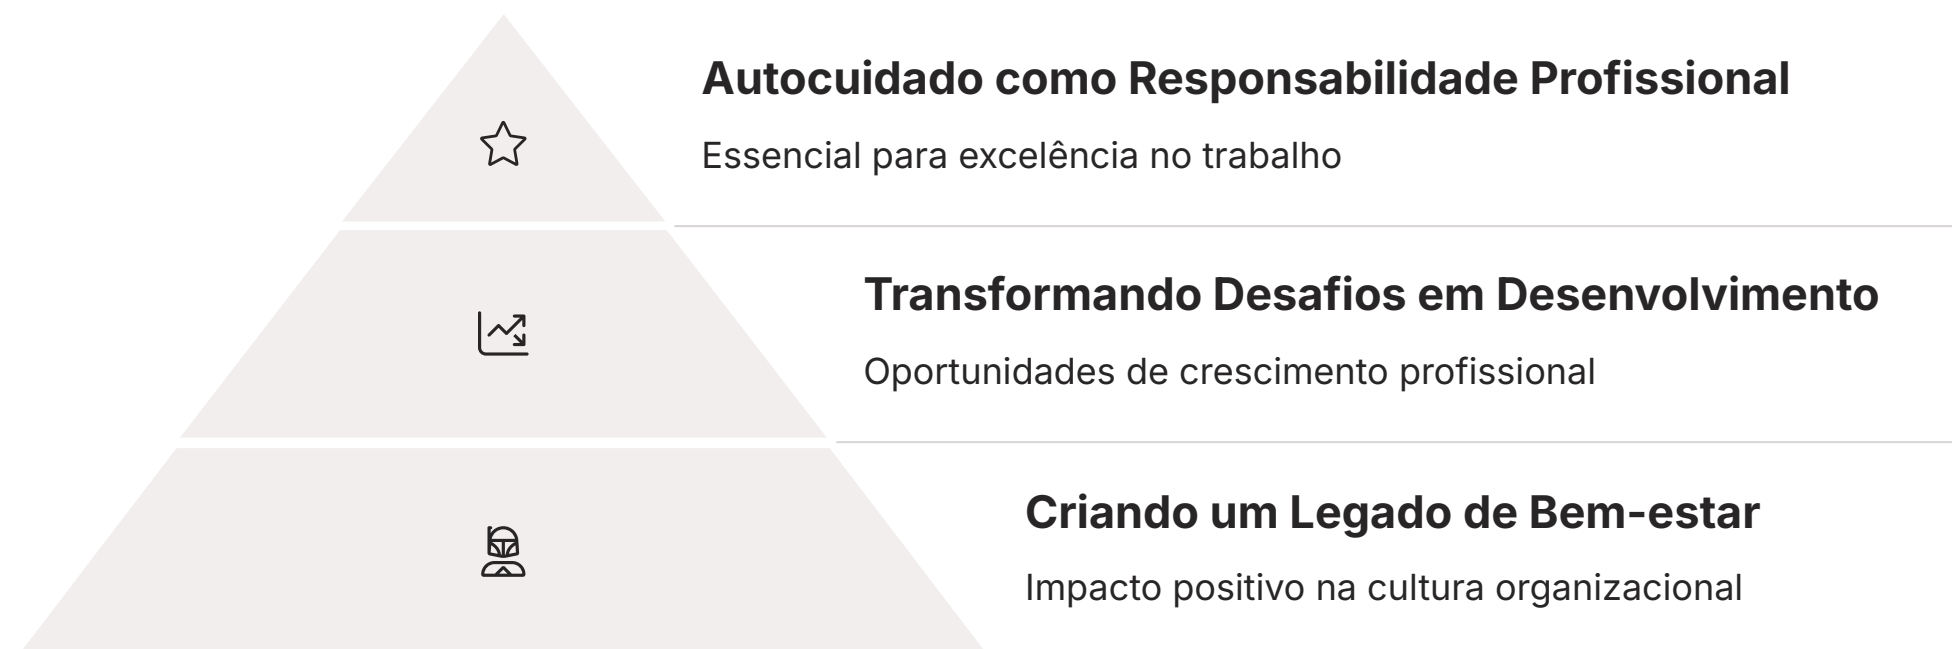 Autocuidado como Responsabilidade Profissional
Essencial para excelência no trabalho
Transformando Desafios em Desenvolvimento
Oportunidades de crescimento profissional
Criando um Legado de Bem-estar
Impacto positivo na cultura organizacional